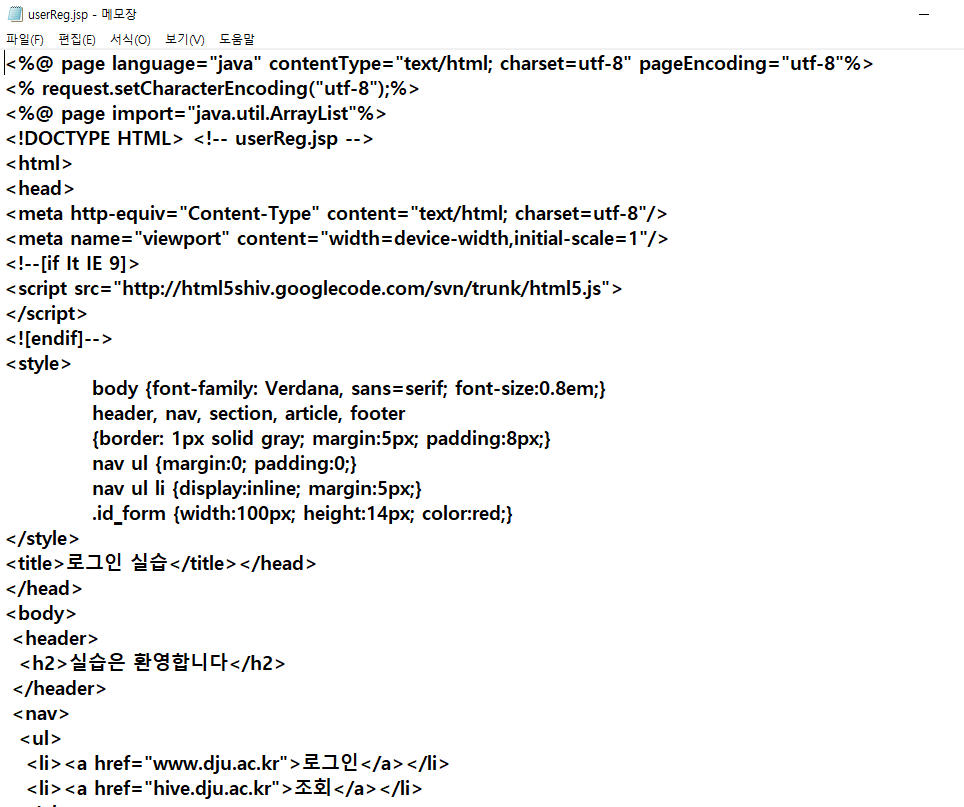 userReg.jsp - 메모장
파일(F) 편집(E) 서식(O) 보기(V) 도움말
<%@ page language="java" contentType="text/html; charset=utf-8" pageEncoding="utf-8"%>
<% request.setCharacterEncoding("utf-8");%>
<%@ page import="java.util.ArrayList"%>
<!DOCTYPE HTML> <!-- userReg.jsp -->
<html>
<head>
<meta http-equiv="Content-Type" content="text/html; charset=utf-8"/>
<meta name="viewport" content="width=device-width,initial-scale=1"/>
<!--[if lt IE 9]>
<script src="http://html5shiv.googlecode.com/svn/trunk/html5.js">
</script>
<![endif]-->
<style>
body {font-family: Verdana, sans=serif; font-size:0.8em;}
header, nav, section, article, footer
{border: 1px solid gray; margin:5px; padding:8px;}
nav ul {margin:0; padding:0;}
nav ul li {display:inline; margin:5px;}
.id_form {width:100px; height:14px; color:red;}
</style>
<title>로그인 실습</title></head>
</head>
<body>
<header>
<h2>실습은 환영합니다</h2>
</header>
<nav>
<ul>
<li><a href="www.dju.ac.kr">로그인</a></li>
<li><a href="hive.dju.ac.kr">조회</a></li>